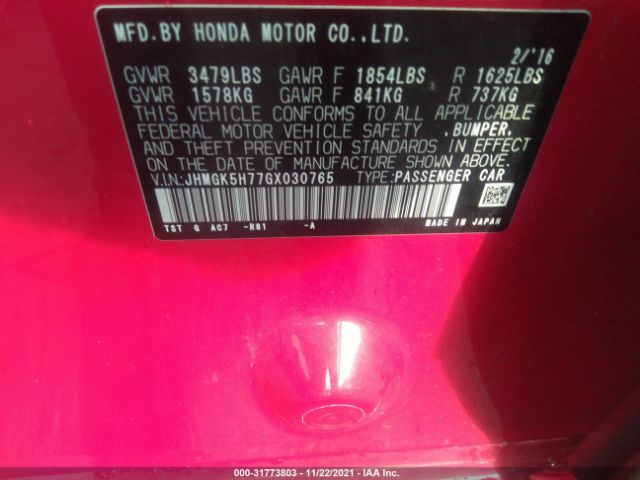 MFD.BY HONDA MOTOR CO.,LTD.
2/'16
GVWR 3479LBS GAWR F 1854LBS R 1625LBS
GVWR 1578KG GAWR F 841KG R 737KG
THIS VEHICLE CONFORMS TO ALL APPLICABLE
FEDERAL MOTOR VEHICLE SAFETY ,BUMPER,
AND THEFT PREVENTION STANDARDS IN EFFECT
ON THE DATE OF MANUFACTURE SHOWN ABOVE.
V.IN:JHMGK5H77GX030765 TYPE:PASSENGER CAR
TST G AC7 -R81 -A MADE IN JAPAN
000-31773803 - 11/22/2021 - IAA Inc.